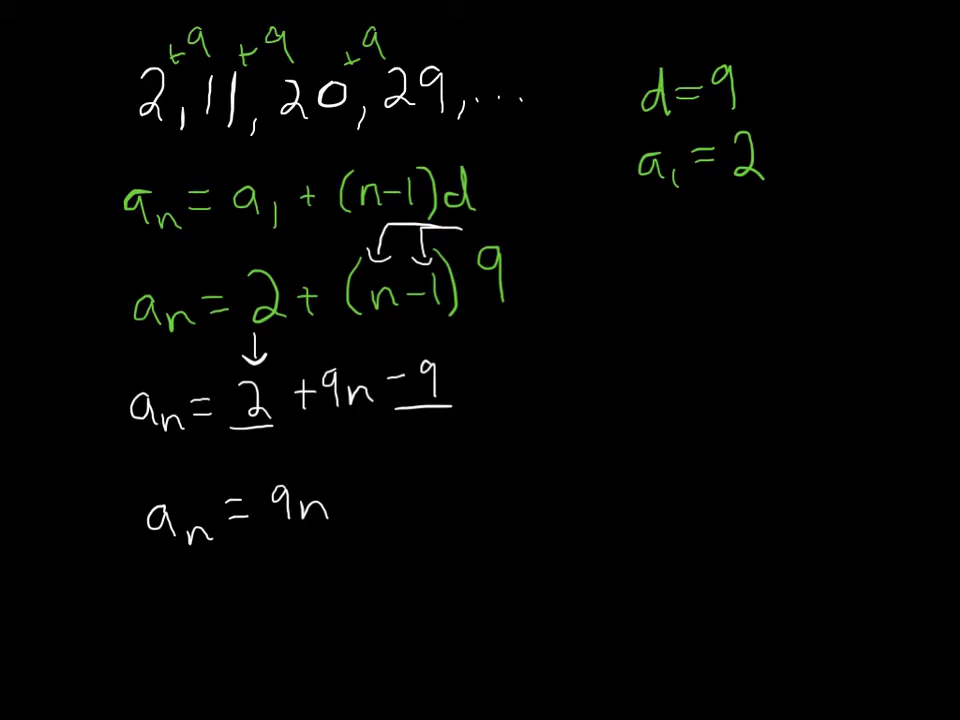 +9 +9 +9
2, 11, 20, 29, ...
d = 9
a₁ = 2
aₙ = a₁ + (n-1)d
aₙ = 2 + (n-1) 9
aₙ = 2 + 9n - 9
aₙ = 9n